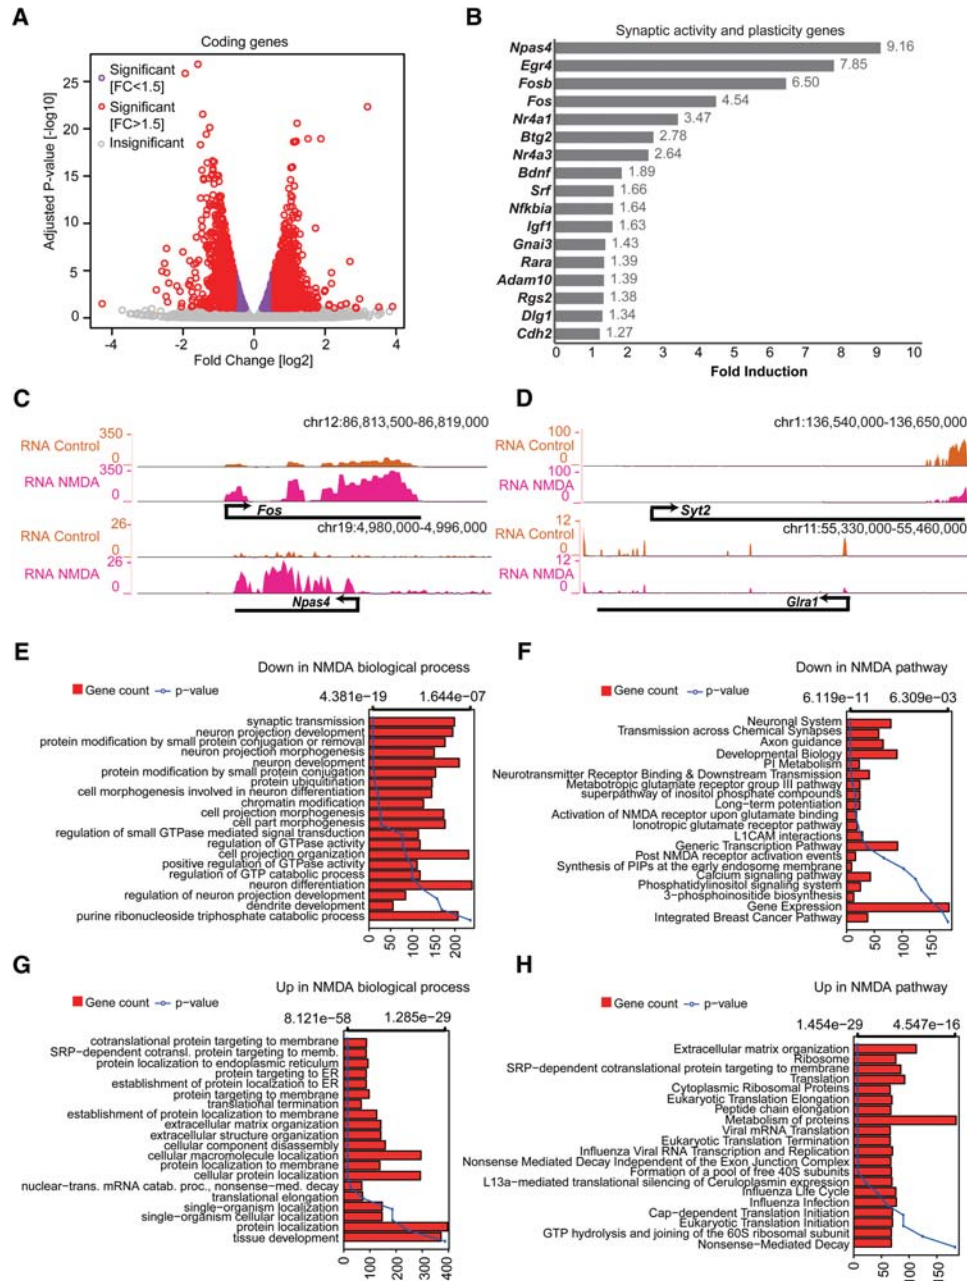 A
Coding genes
Adjusted P-value [-log10]
25
20
15
10
5
0
Significant
[FC<1.5]
Significant
[FC>1.5]
Insignificant
-4
-2
0
2
4
Fold Change [log2]
B
Synaptic activity and plasticity genes
Npas4 9.16
Egr4 7.85
Fosb 6.50
Fos 4.54
Nr4a1 3.47
Btg2 2.78
Nr4a3 2.64
Bdnf 1.89
Srf 1.66
Nfkbia 1.64
Igf1 1.63
Gnai3 1.43
Rara 1.39
Adam10 1.39
Rgs2 1.38
Dlg1 1.34
Cdh2 1.27
0 1 2 3 4 5 6 7 8 9 10
Fold Induction
C
chr12:86,813,500-86,819,000
350
RNA Control
0
350
RNA NMDA
0
Fos
chr19:4,980,000-4,996,000
26
RNA Control
0
26
RNA NMDA
0
Npas4
D
chr1:136,540,000-136,650,000
100
RNA Control
0
100
RNA NMDA
0
Syt2
chr11:55,330,000-55,460,000
12
RNA Control
0
12
RNA NMDA
0
Glra1
E
Down in NMDA biological process
Gene count p-value
4.381e-19 1.644e-07
synaptic transmission
neuron projection development
protein modification by small protein conjugation or removal
neuron projection morphogenesis
neuron development
protein modification by small protein conjugation
protein ubiquitination
cell morphogenesis involved in neuron differentiation
chromatin modification
cell projection morphogenesis
cell part morphogenesis
regulation of small GTPase mediated signal transduction
regulation of GTPase activity
cell projection organization
positive regulation of GTPase activity
regulation of GTP catabolic process
neuron differentiation
regulation of neuron projection development
dendrite development
purine ribonucleoside triphosphate catabolic process
0 50 100 150 200
F
Down in NMDA pathway
Gene count p-value
6.119e-11 6.309e-03
Neuronal System
Transmission across Chemical Synapses
Axon guidance
Developmental Biology
PI Metabolism
Neurotransmitter Receptor Binding & Downstream Transmission
Metabotropic glutamate receptor group III pathway
superpathway of inositol phosphate compounds
Long-term potentiation
Activation of NMDA receptor upon glutamate binding
Ionotropic glutamate receptor pathway
L1CAM interactions
Generic Transcription Pathway
Post NMDA receptor activation events
Synthesis of PIPs at the early endosome membrane
Calcium signaling pathway
Phosphatidylinositol signaling system
3-phosphoinositide biosynthesis
Gene Expression
Integrated Breast Cancer Pathway
0 50 100 150
G
Up in NMDA biological process
Gene count p-value
8.121e-58 1.285e-29
cotranslational protein targeting to membrane
SRP-dependent cotransl. protein targeting to memb.
protein localization to endoplasmic reticulum
protein targeting to ER
establishment of protein localization to ER
protein targeting to membrane
translational termination
establishment of protein localization to membrane
extracellular matrix organization
extracellular structure organization
cellular component disassembly
cellular macromolecule localization
protein localization to membrane
cellular protein localization
nuclear-trans. mRNA catab. proc., nonsense-med. decay
translational elongation
single-organism localization
single-organism cellular localization
protein localization
tissue development
0 100 200 300 400
H
Up in NMDA pathway
Gene count p-value
1.454e-29 4.547e-16
Extracellular matrix organization
Ribosome
SRP-dependent cotranslational protein targeting to membrane
Translation
Cytoplasmic Ribosomal Proteins
Eukaryotic Translation Elongation
Peptide chain elongation
Metabolism of proteins
Viral mRNA Translation
Eukaryotic Translation Termination
Influenza Viral RNA Transcription and Replication
Nonsense Mediated Decay Independent of the Exon Junction Complex
Formation of a pool of free 40S subunits
L13a-mediated translational silencing of Ceruloplasmin expression
Influenza Life Cycle
Influenza Infection
Cap-dependent Translation Initiation
Eukaryotic Translation Initiation
GTP hydrolysis and joining of the 60S ribosomal subunit
Nonsense-Mediated Decay
0 50 100 150